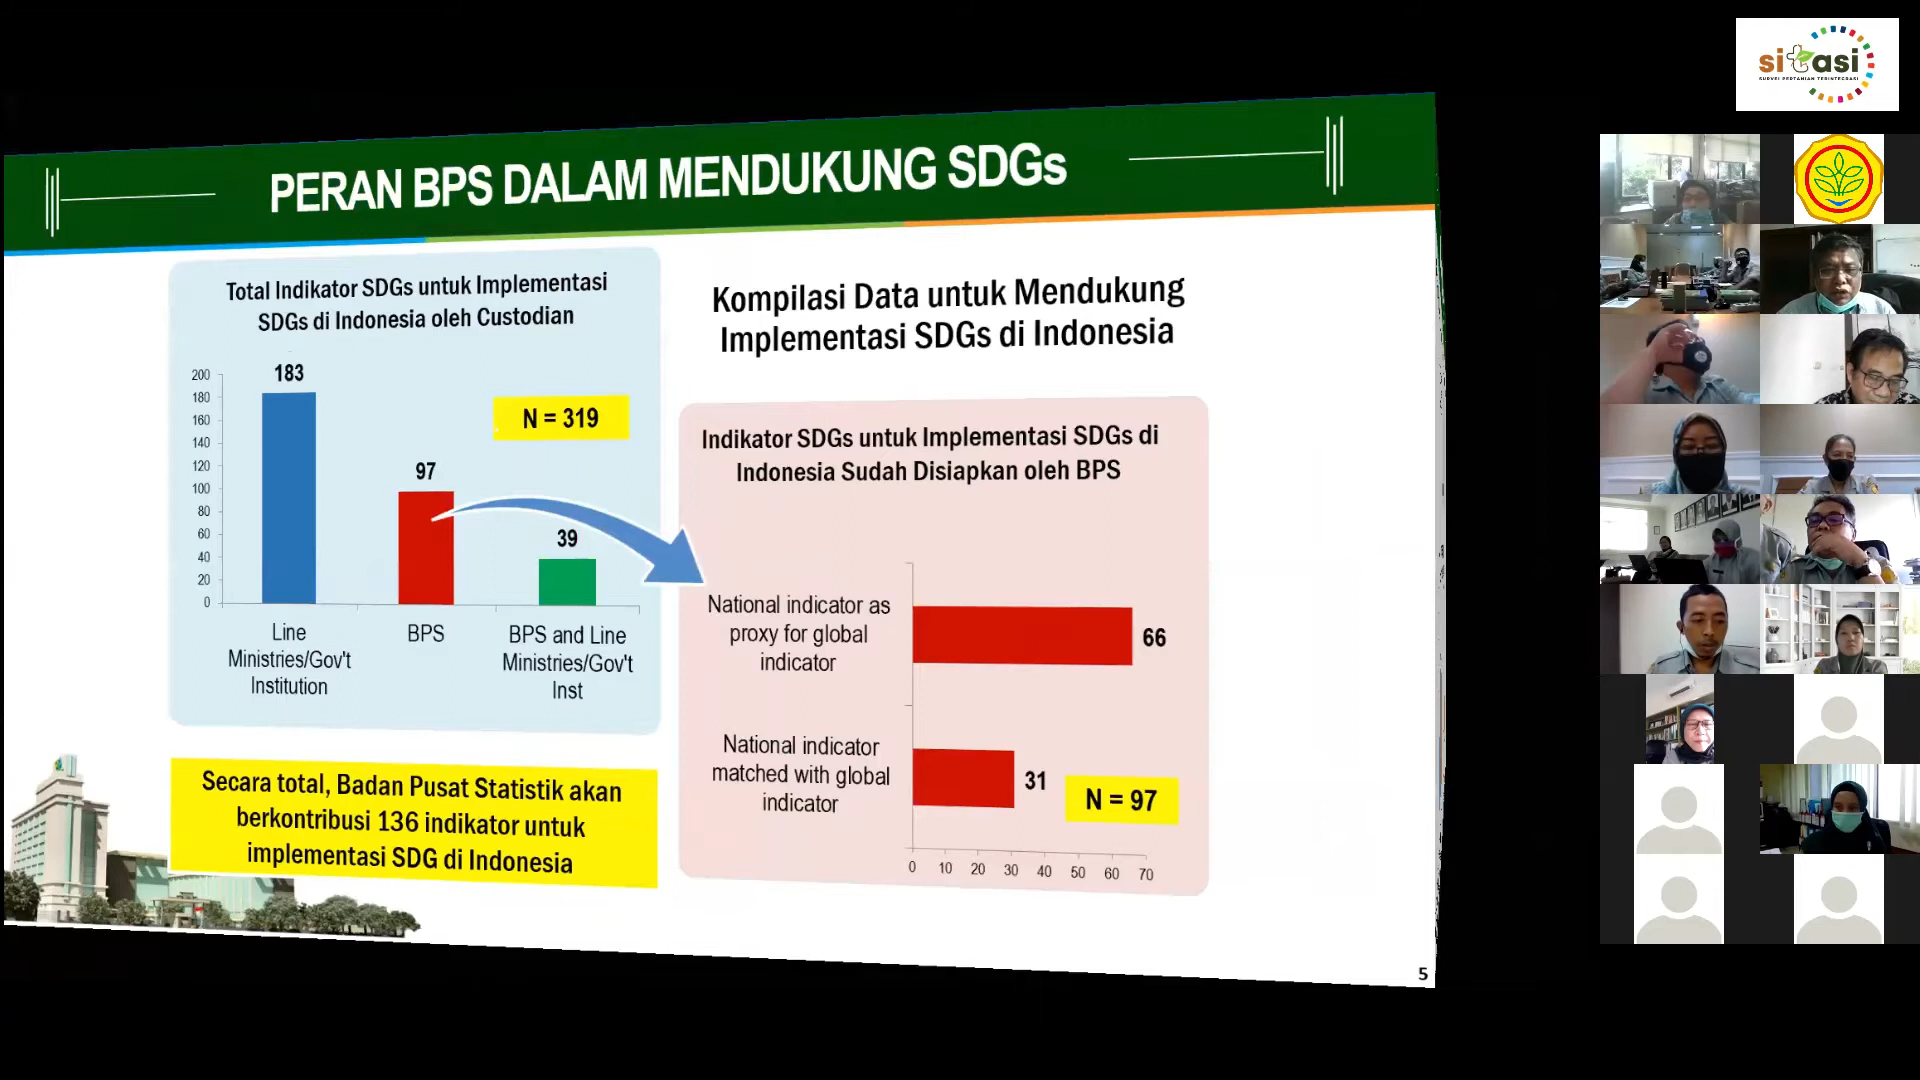 sitasi
SURVEI PERTANIAN TERINTEGRASI
PERAN BPS DALAM MENDUKUNG SDGs
Total Indikator SDGs untuk Implementasi
SDGs di Indonesia oleh Custodian
200
180
160
140
120
100
80
60
40
20
0
183
97
39
N = 319
Line
Ministries/Gov't
Institution
BPS
BPS and Line
Ministries/Gov't
Inst
Secara total, Badan Pusat Statistik akan
berkontribusi 136 indikator untuk
implementasi SDG di Indonesia
Kompilasi Data untuk Mendukung
Implementasi SDGs di Indonesia
Indikator SDGs untuk Implementasi SDGs di
Indonesia Sudah Disiapkan oleh BPS
National indicator as
proxy for global
indicator
66
National indicator
matched with global
indicator
31
N = 97
0 10 20 30 40 50 60 70
5